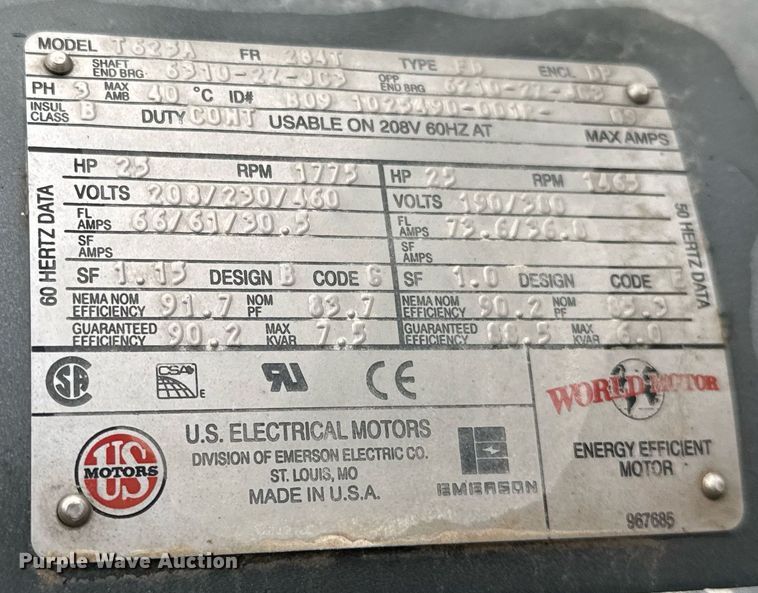 MODEL T625A FR 284T TYPE ENCL DP
SHAFT END BRG 6310-2Z-JC3 OPP END BRG 6210-2Z-JC3
PH 3 MAX AMB 40 °C ID# B09
INSUL CLASS B DUTY CONT USABLE ON 208V 60HZ AT MAX AMPS
60 HERTZ DATA
HP 25 RPM 1775
VOLTS 208/230/460
FL AMPS 66/61/30.5
SF AMPS
SF 1.15 DESIGN B CODE G
NEMA NOM EFFICIENCY 91.7 NOM PF 83.7
GUARANTEED EFFICIENCY 90.2 MAX KVAR 7.5
50 HERTZ DATA
HP 25 RPM 1465
VOLTS 190/380
FL AMPS
SF AMPS
SF 1.0 DESIGN CODE
NEMA NOM EFFICIENCY 90.2 NOM PF
GUARANTEED EFFICIENCY 88.5 MAX KVAR 6.0
CSA CSA E RU CE
US MOTORS
U.S. ELECTRICAL MOTORS
DIVISION OF EMERSON ELECTRIC CO.
ST. LOUIS, MO
MADE IN U.S.A.
EMERSON
WORLD MOTOR
ENERGY EFFICIENT
MOTOR
967685
Purple Wave Auction